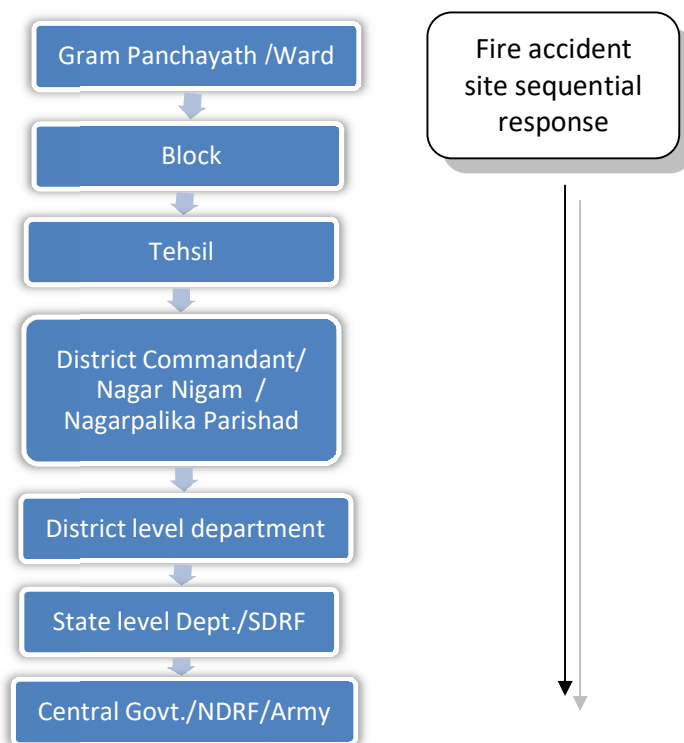 Gram Panchayath /Ward
Block
Tehsil
District Commandant/
Nagar Nigam /
Nagarpalika Parishad
District level department
State level Dept./SDRF
Central Govt./NDRF/Army
Fire accident
site sequential
response